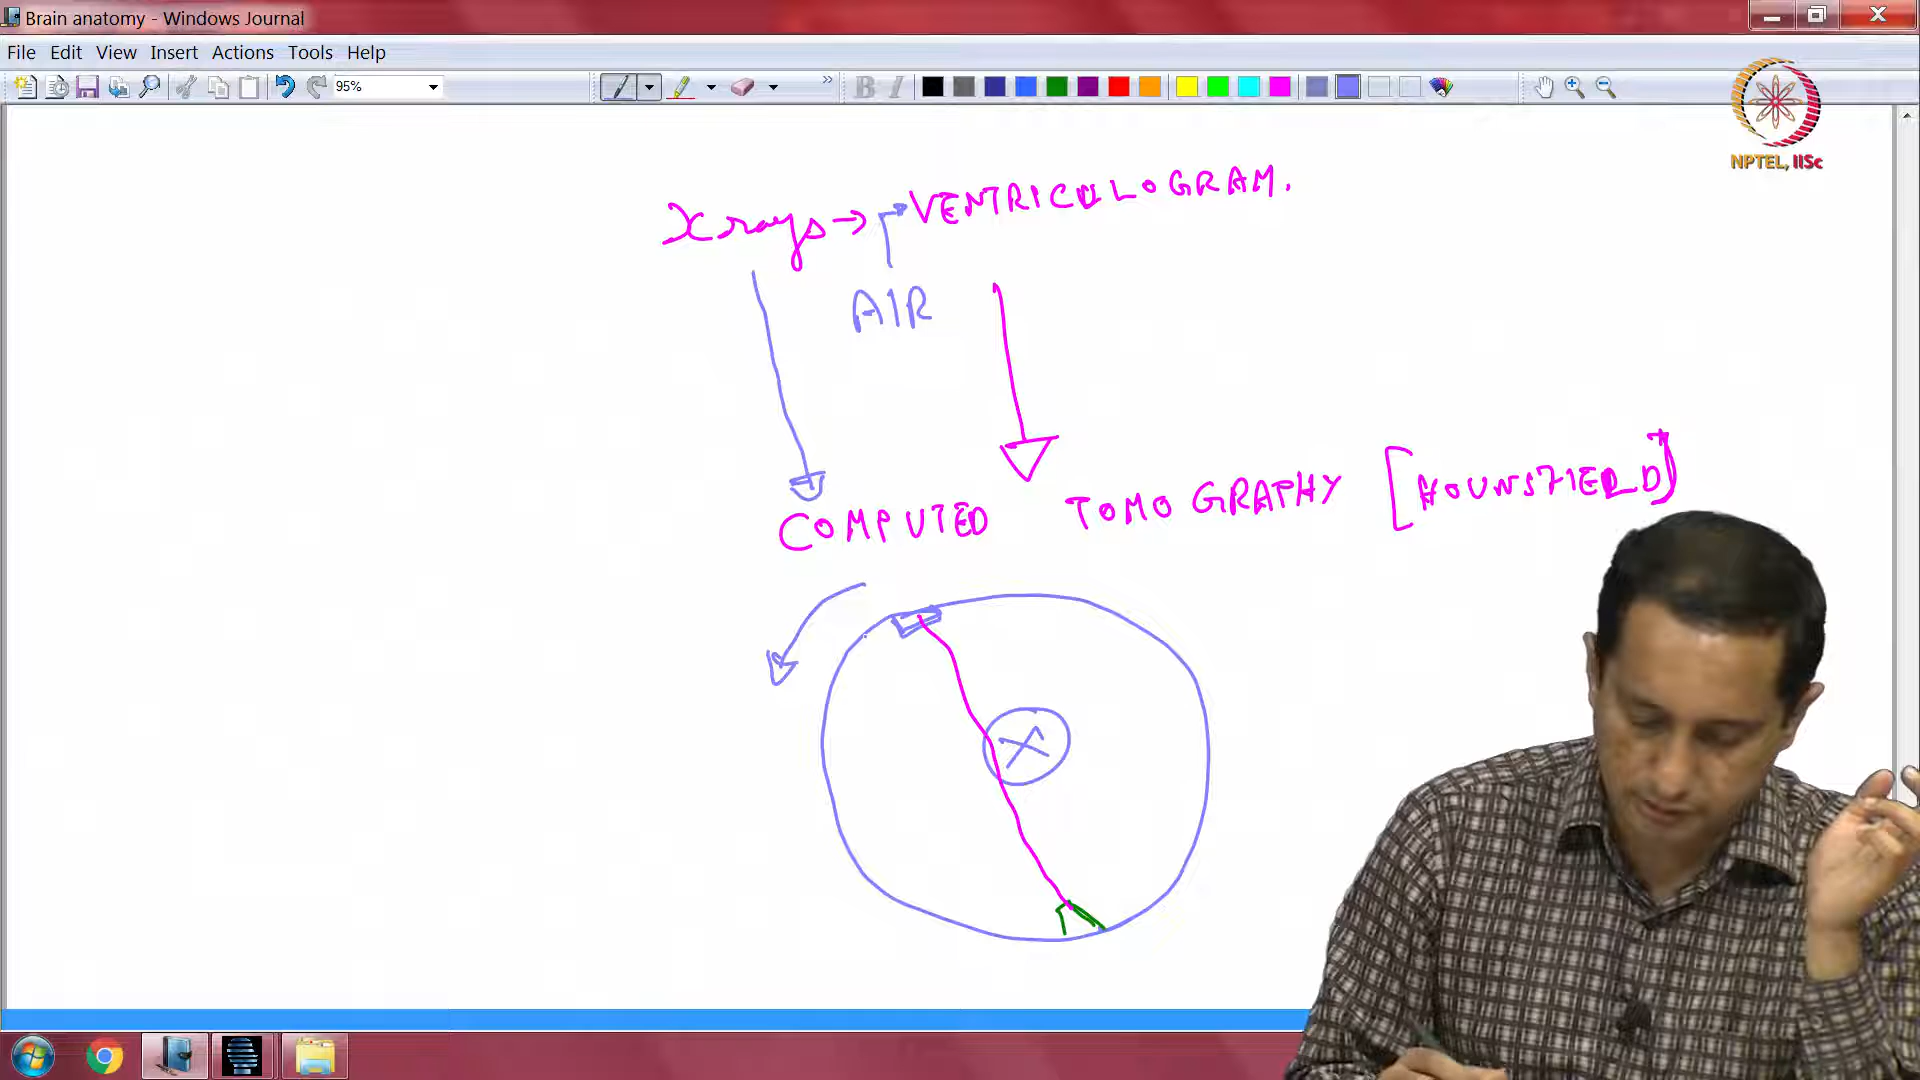 Brain anatomy - Windows Journal
File Edit View Insert Actions Tools Help
95%
B I
NPTEL, IISc
Xrays → VENTRICULOGRAM.
AIR
COMPUTED TOMOGRAPHY [HOUNSFIELD]
X